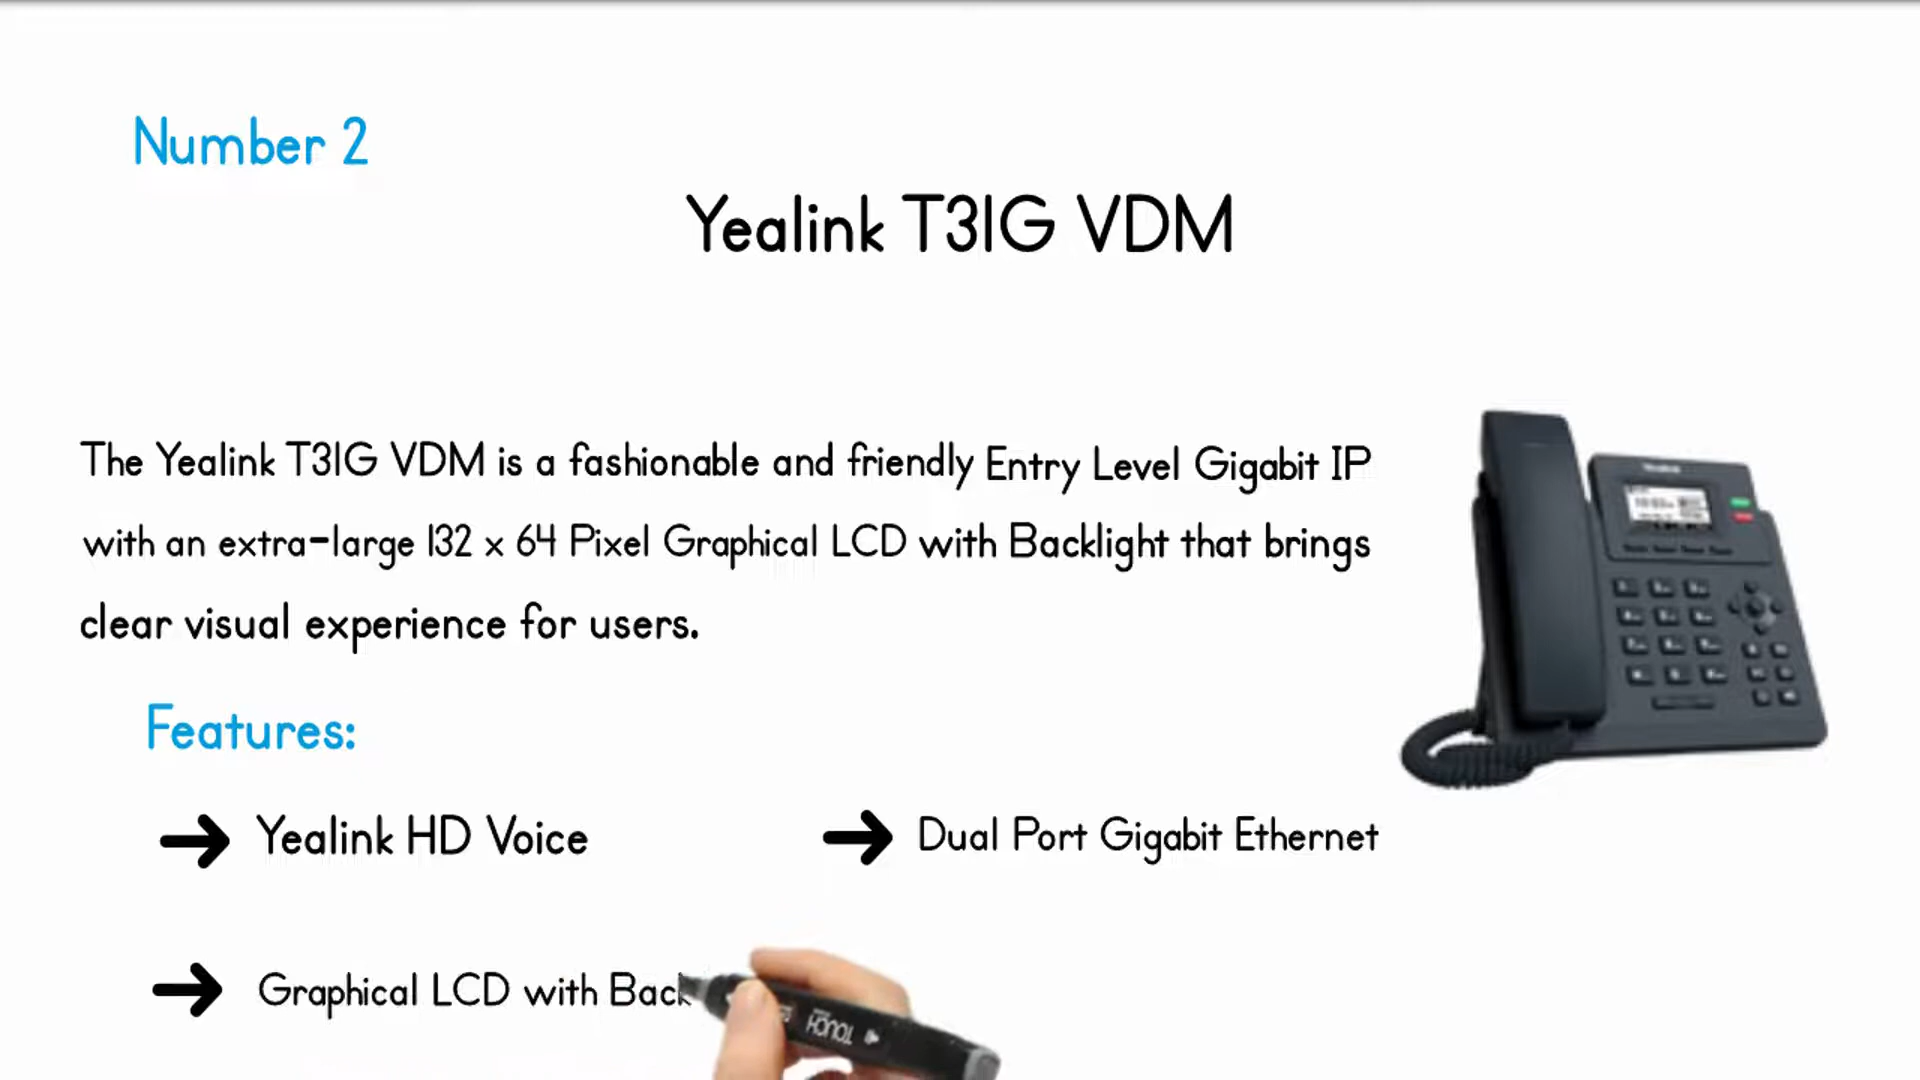 Number 2
Yealink T31G VDM
The Yealink T31G VDM is a fashionable and friendly Entry Level Gigabit IP
with an extra-large 132 x 64 Pixel Graphical LCD with Backlight that brings
clear visual experience for users.
Features:
Yealink HD Voice
Dual Port Gigabit Ethernet
Graphical LCD with Back
TOUCH